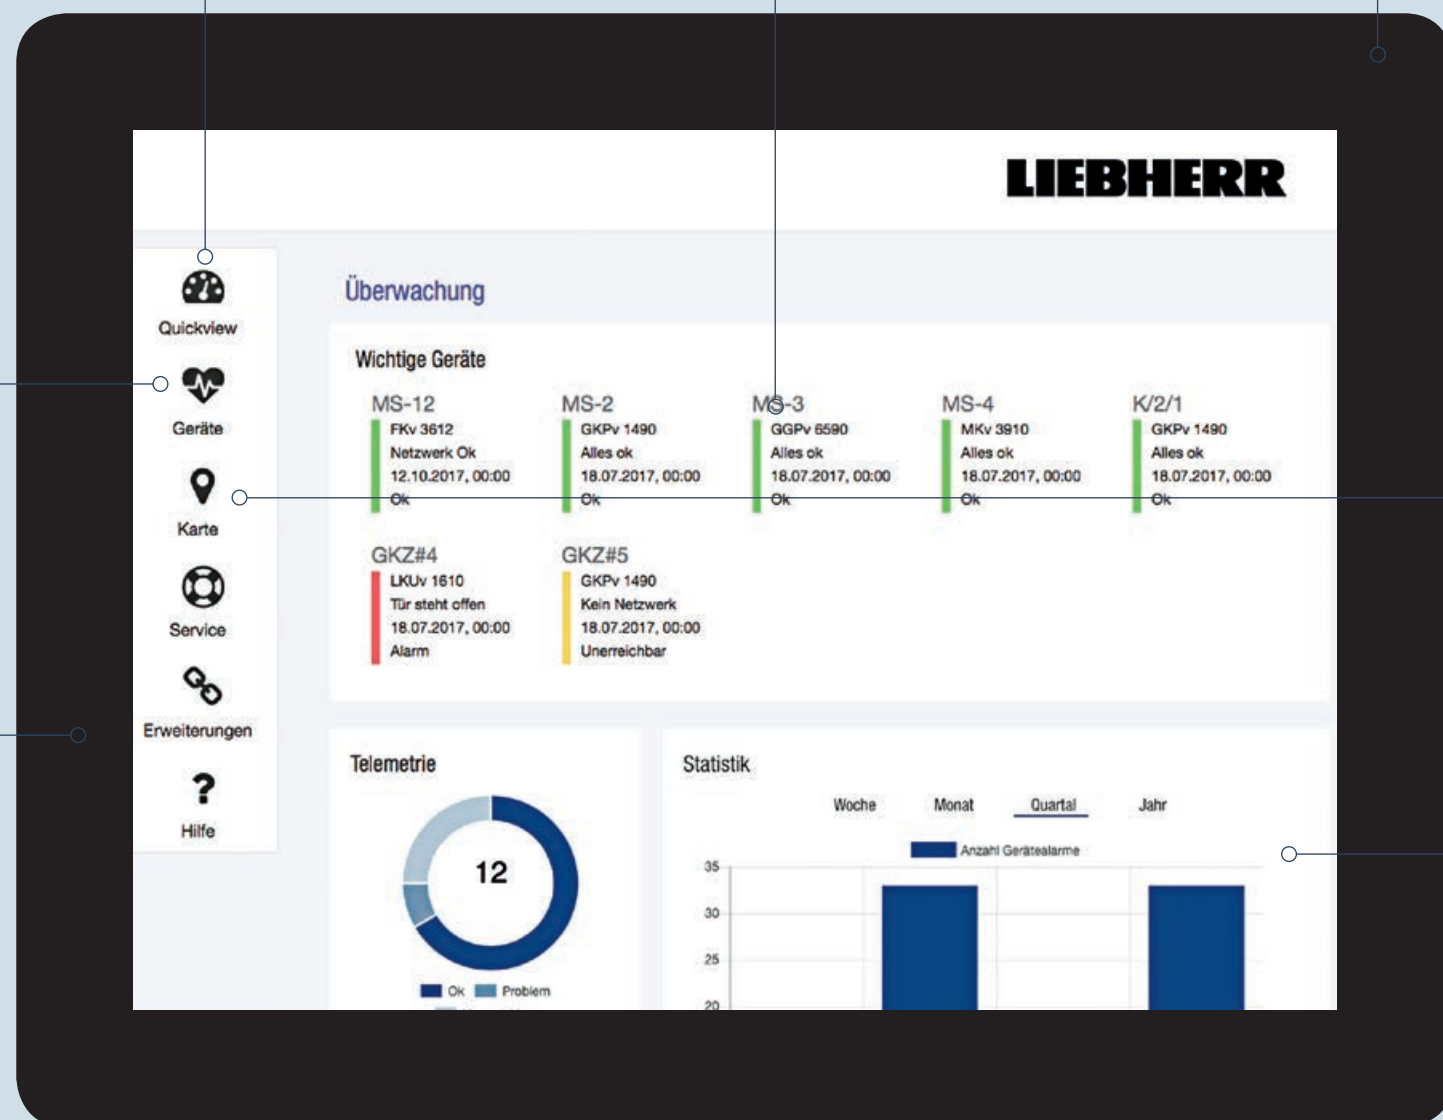 LIEBHERR
Quickview
Geräte
Karte
Service
Erweiterungen
Hilfe
Überwachung
Wichtige Geräte
MS-12
FKv 3612
Netzwerk Ok
12.10.2017, 00:00
Ok
MS-2
GKPv 1490
Alles ok
18.07.2017, 00:00
Ok
MS-3
GGPv 6590
Alles ok
18.07.2017, 00:00
Ok
MS-4
MKv 3910
Alles ok
18.07.2017, 00:00
Ok
K/2/1
GKPv 1490
Alles ok
18.07.2017, 00:00
Ok
GKZ#4
LKUv 1610
Tür steht offen
18.07.2017, 00:00
Alarm
GKZ#5
GKPv 1490
Kein Netzwerk
18.07.2017, 00:00
Unerreichbar
Telemetrie
12
Ok Problem
Statistik
Woche Monat Quartal Jahr
Anzahl Gerätealarme
35
30
25
20